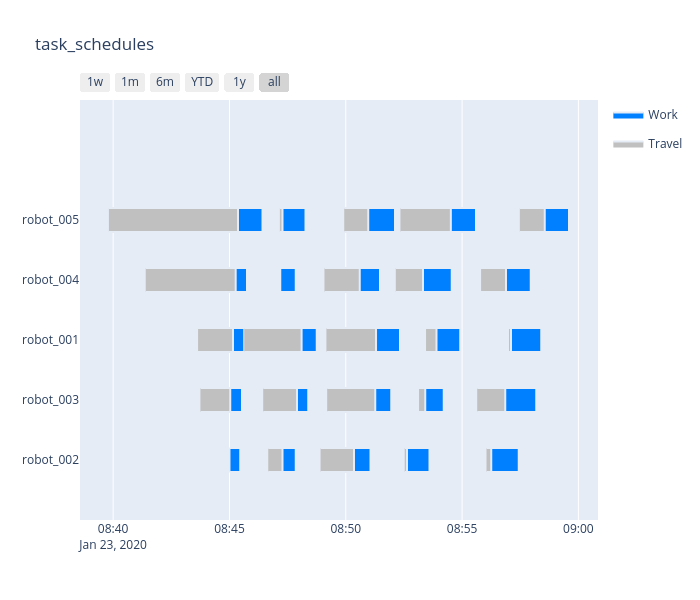 task_schedules
1w 1m 6m YTD 1y all
Work
Travel
robot_005
robot_004
robot_001
robot_003
robot_002
08:40 08:45 08:50 08:55 09:00
Jan 23, 2020